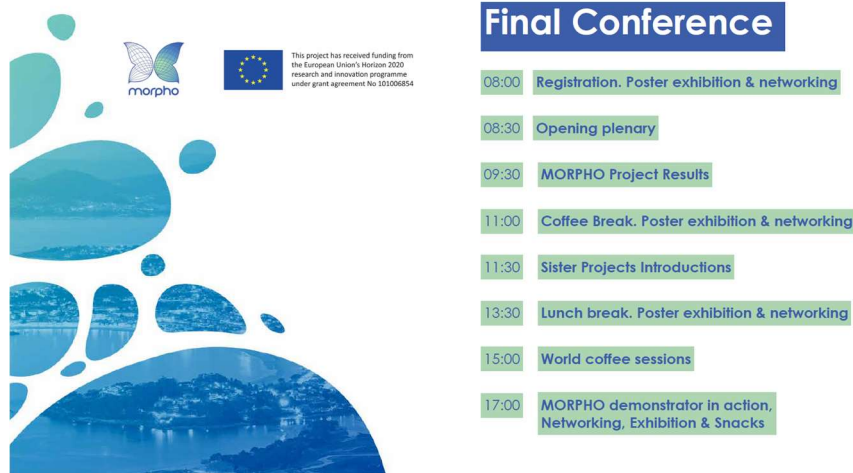 morpho
This project has received funding from
the European Union's Horizon 2020
research and innovation programme
under grant agreement No 101006854
Final Conference
08:00 Registration. Poster exhibition & networking
08:30 Opening plenary
09:30 MORPHO Project Results
11:00 Coffee Break. Poster exhibition & networking
11:30 Sister Projects Introductions
13:30 Lunch break. Poster exhibition & networking
15:00 World coffee sessions
17:00 MORPHO demonstrator in action,
Networking, Exhibition & Snacks